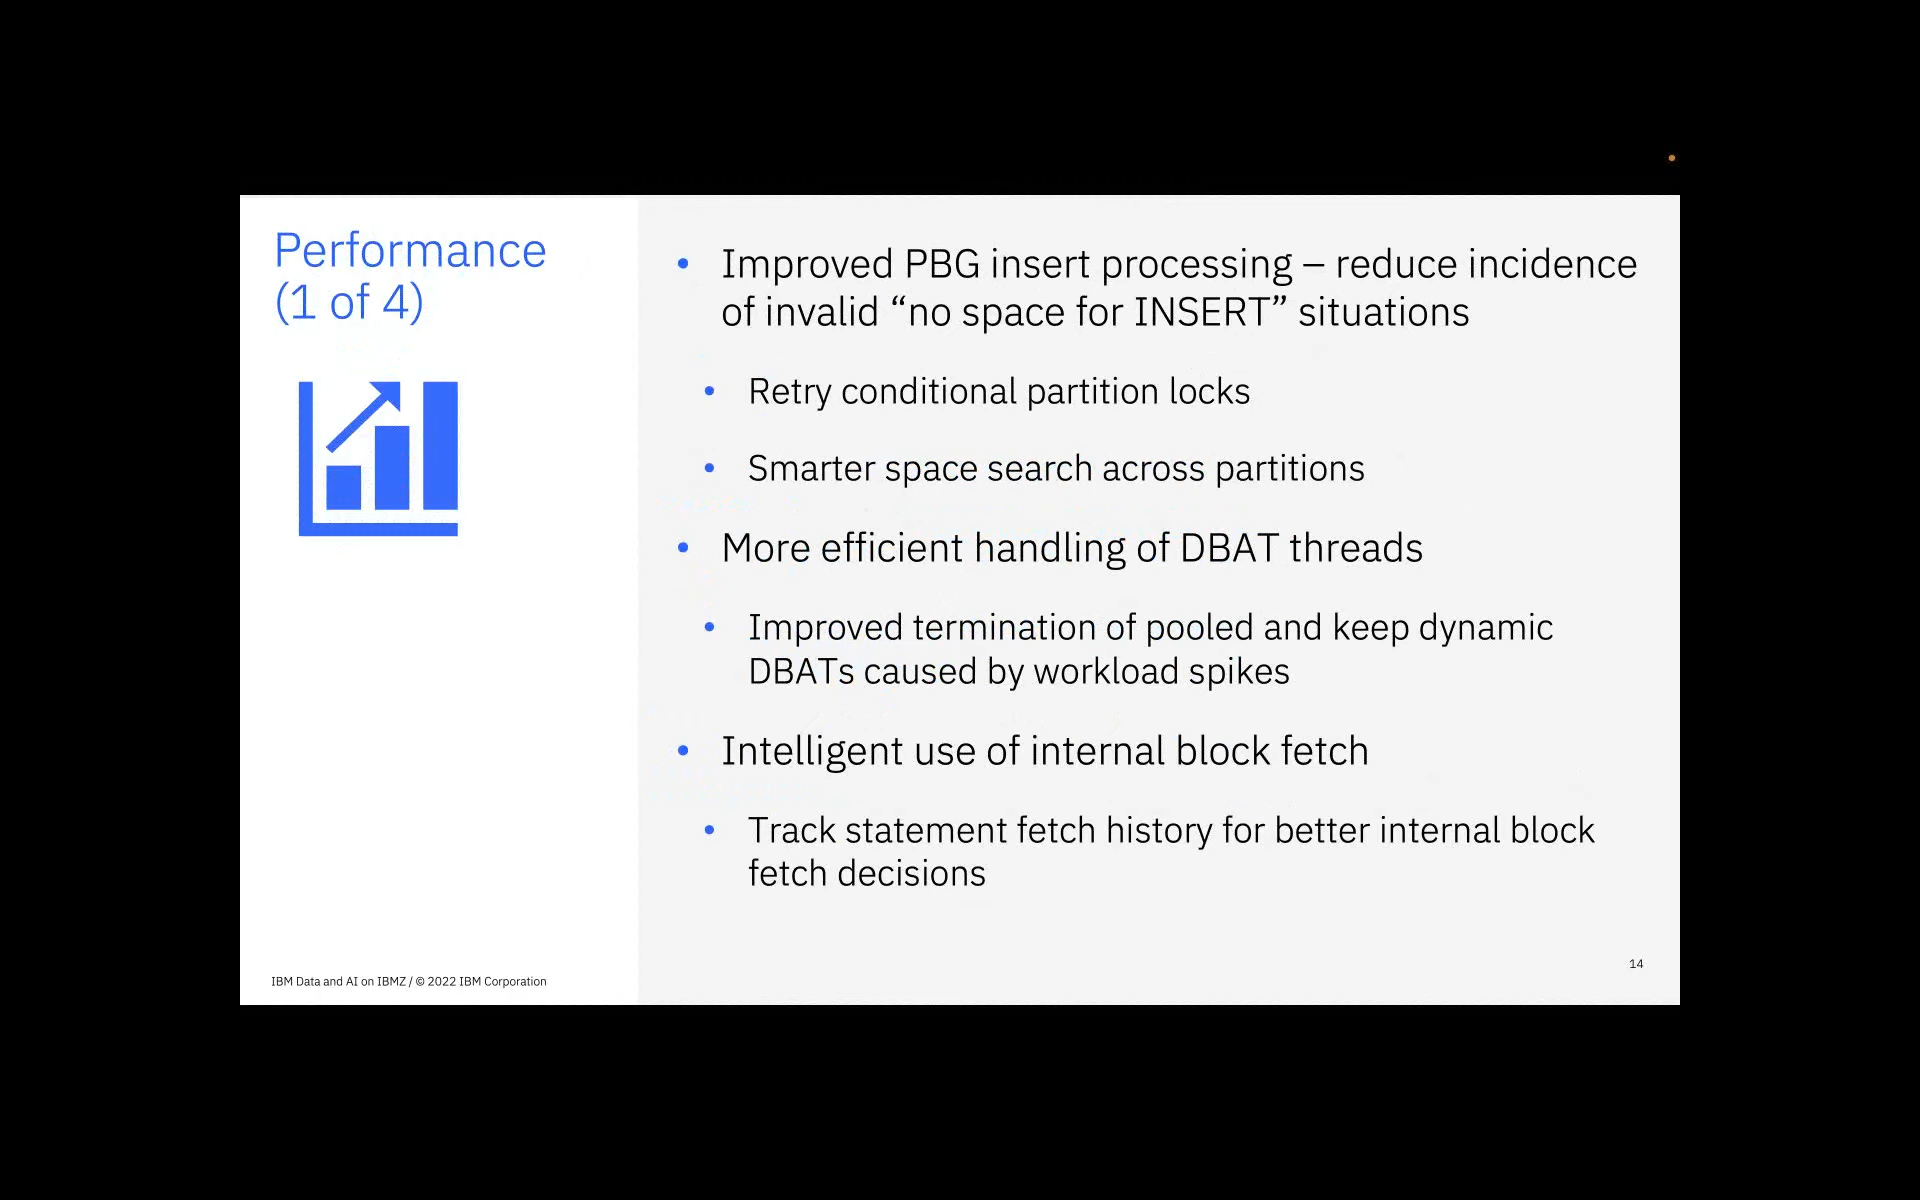 Performance
(1 of 4)
• Improved PBG insert processing – reduce incidence
of invalid “no space for INSERT” situations
• Retry conditional partition locks
• Smarter space search across partitions
• More efficient handling of DBAT threads
• Improved termination of pooled and keep dynamic
DBATs caused by workload spikes
• Intelligent use of internal block fetch
• Track statement fetch history for better internal block
fetch decisions
14
IBM Data and AI on IBMZ / © 2022 IBM Corporation